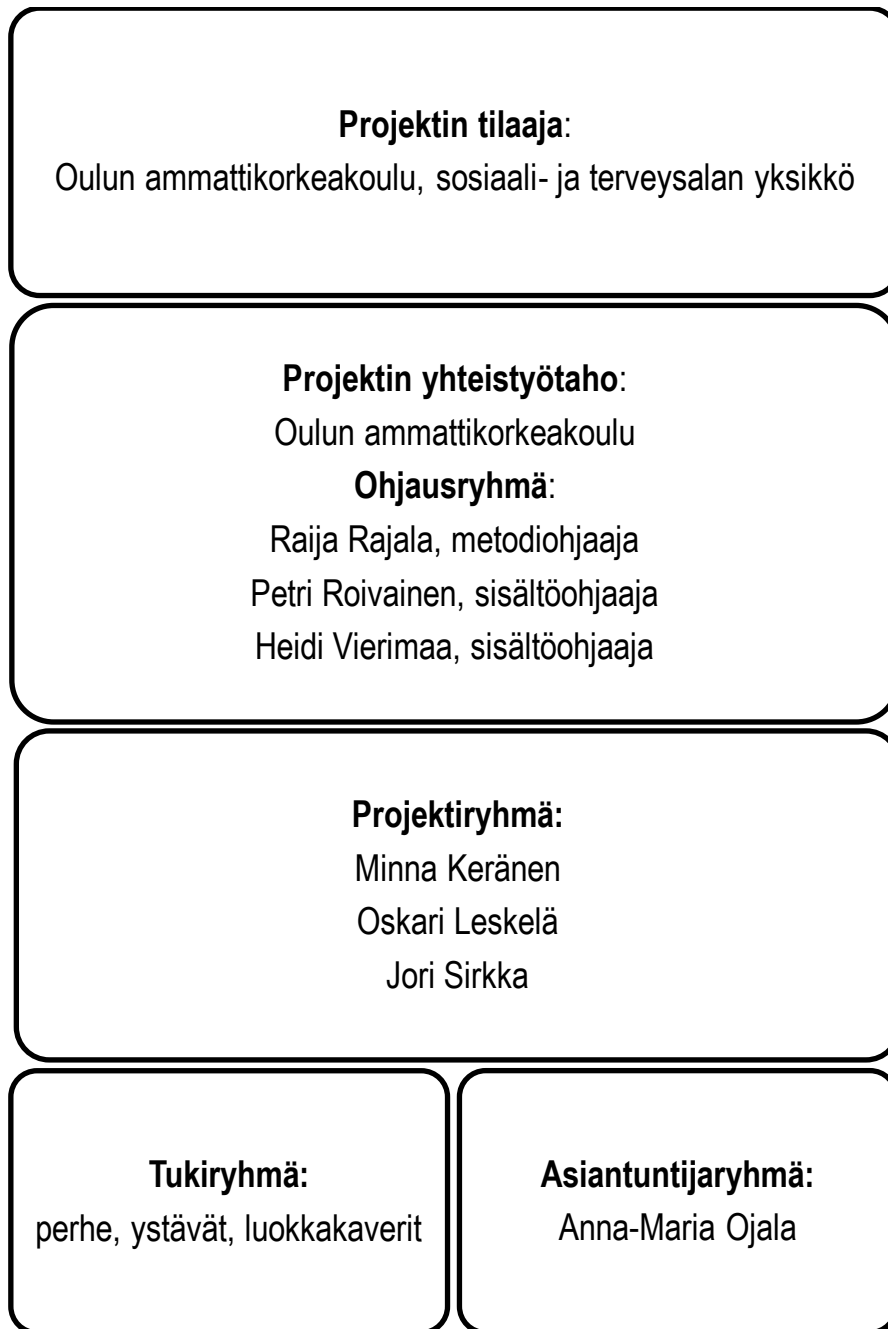 Projektin tilaaja:
Oulun ammattikorkeakoulu, sosiaali- ja terveysalan yksikkö
Projektin yhteistyötaho:
Oulun ammattikorkeakoulu
Ohjausryhmä:
Raija Rajala, metodiohjaaja
Petri Roivainen, sisältöohjaaja
Heidi Vierimaa, sisältöohjaaja
Projektiryhmä:
Minna Keränen
Oskari Leskelä
Jori Sirkka
Tukiryhmä:
perhe, ystävät, luokkakaverit
Asiantuntijaryhmä:
Anna-Maria Ojala